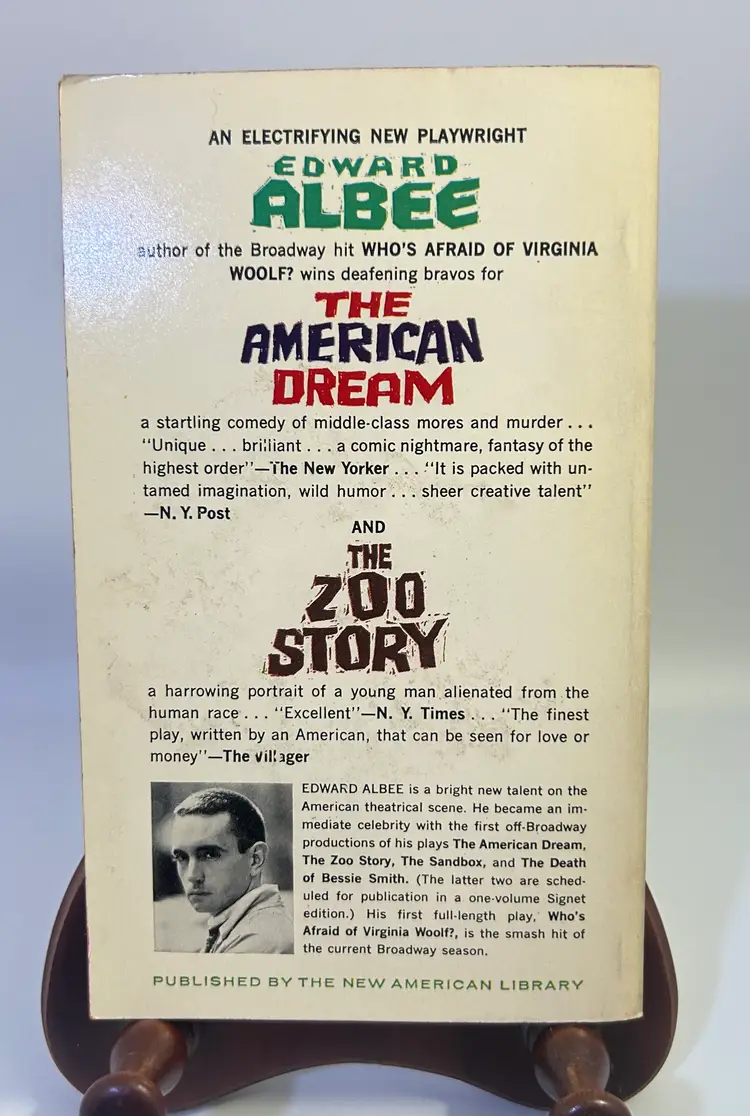 AN ELECTRIFYING NEW PLAYWRIGHT
EDWARD
ALBEE
author of the Broadway hit WHO'S AFRAID OF VIRGINIA
WOOLF? wins deafening bravos for
THE
AMERICAN
DREAM
a startling comedy of middle-class mores and murder . . .
"Unique . . . brilliant . . . a comic nightmare, fantasy of the
highest order"—The New Yorker . . . "It is packed with un-
tamed imagination, wild humor . . . sheer creative talent"
—N. Y. Post
AND
THE
ZOO
STORY
a harrowing portrait of a young man alienated from the
human race . . . "Excellent"—N. Y. Times . . . "The finest
play, written by an American, that can be seen for love or
money"—The Villager
EDWARD ALBEE is a bright new talent on the
American theatrical scene. He became an im-
mediate celebrity with the first off-Broadway
productions of his plays The American Dream,
The Zoo Story, The Sandbox, and The Death
of Bessie Smith. (The latter two are sched-
uled for publication in a one-volume Signet
edition.) His first full-length play, Who's
Afraid of Virginia Woolf?, is the smash hit of
the current Broadway season.
PUBLISHED BY THE NEW AMERICAN LIBRARY